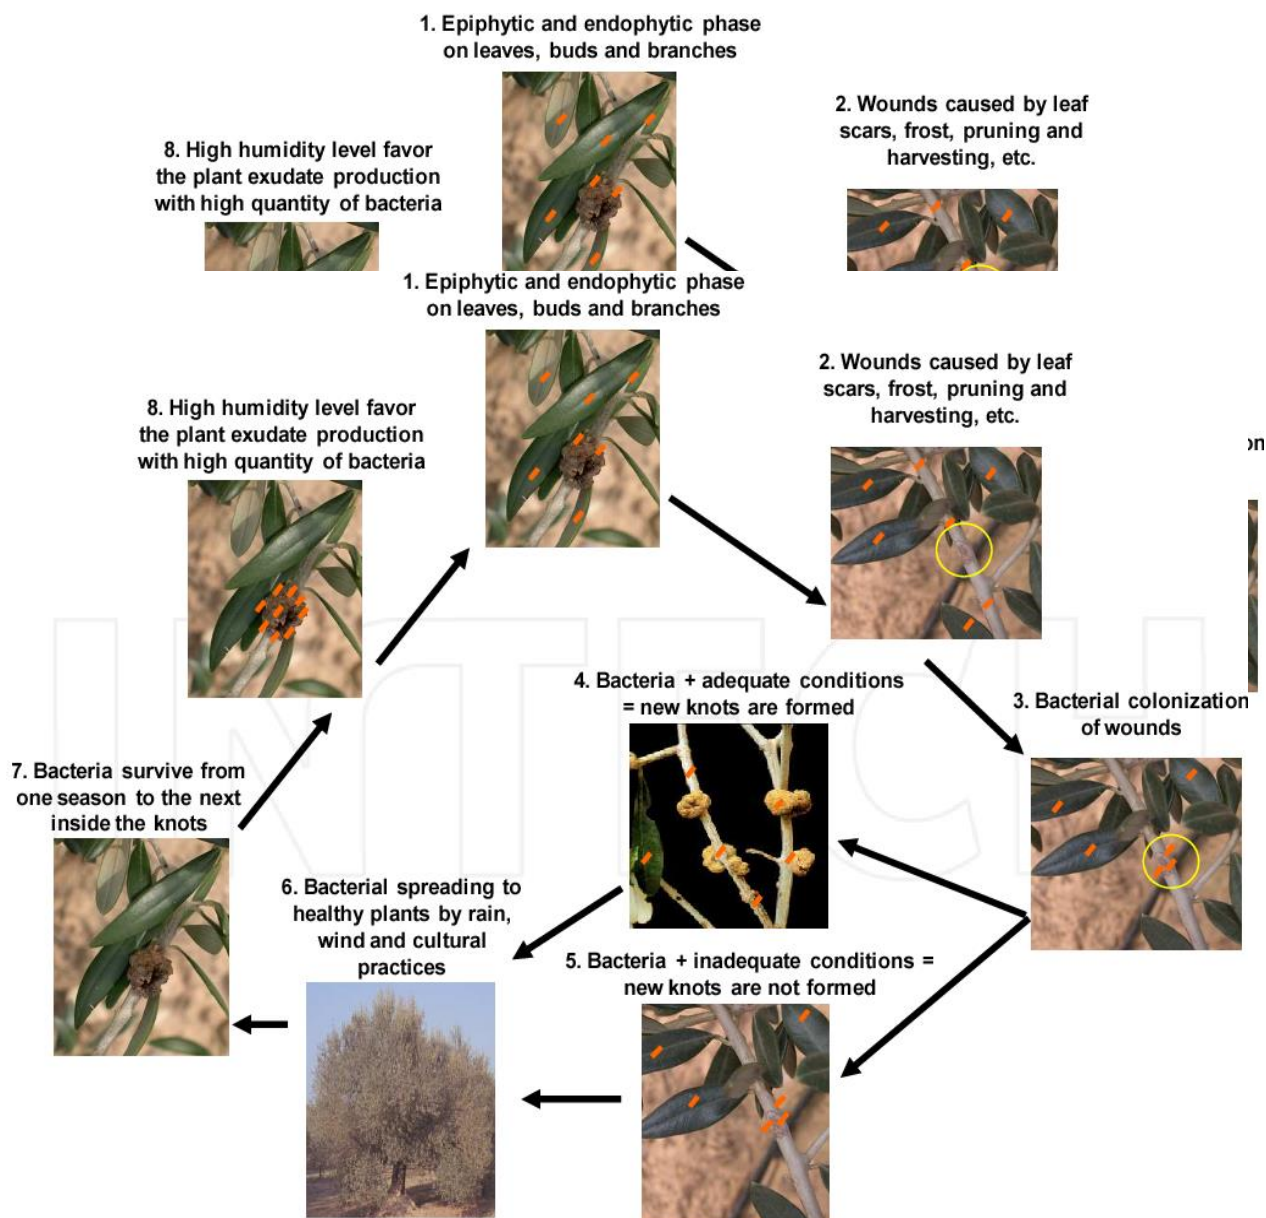 1. Epiphytic and endophytic phase
on leaves, buds and branches
2. Wounds caused by leaf
scars, frost, pruning and
harvesting, etc.
8. High humidity level favor
the plant exudate production
with high quantity of bacteria
1. Epiphytic and endophytic phase
on leaves, buds and branches
2. Wounds caused by leaf
scars, frost, pruning and
harvesting, etc.
8. High humidity level favor
the plant exudate production
with high quantity of bacteria
on
4. Bacteria + adequate conditions
= new knots are formed
3. Bacterial colonization
of wounds
7. Bacteria survive from
one season to the next
inside the knots
6. Bacterial spreading to
healthy plants by rain,
wind and cultural
practices
5. Bacteria + inadequate conditions =
new knots are not formed
INTECH